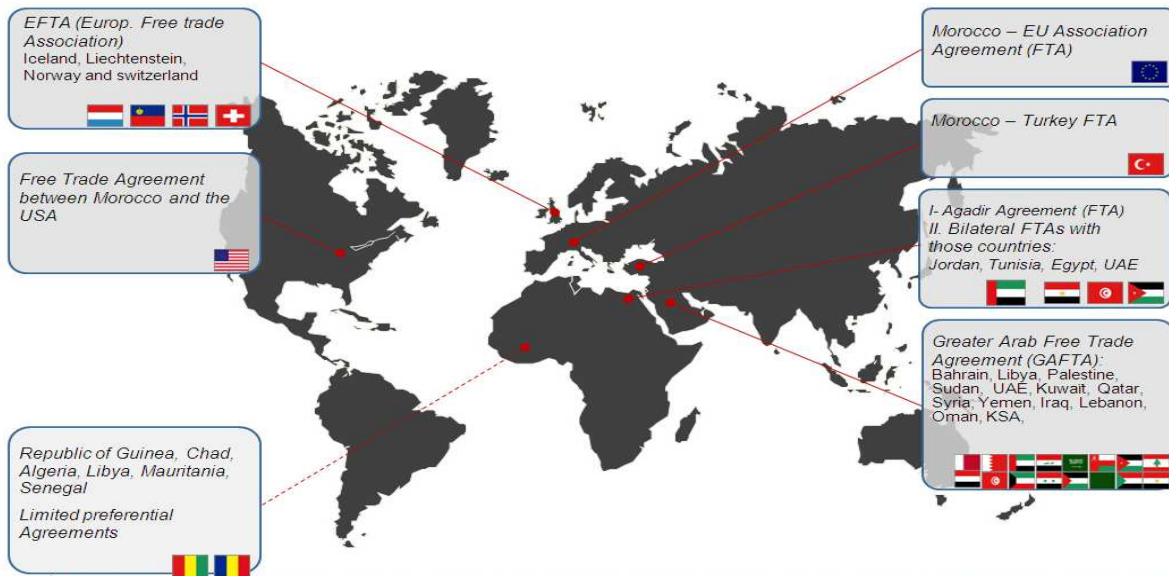 EFTA (Europ. Free trade
Association)
Iceland, Liechtenstein,
Norway and switzerland
Free Trade Agreement
between Morocco and the
USA
Republic of Guinea, Chad,
Algeria, Libya, Mauritania,
Senegal
Limited preferential
Agreements
Morocco – EU Association
Agreement (FTA)
Morocco – Turkey FTA
I- Agadir Agreement (FTA)
II. Bilateral FTAs with
those countries:
Jordan, Tunisia, Egypt, UAE
Greater Arab Free Trade
Agreement (GAFTA):
Bahrain, Libya, Palestine,
Sudan, UAE, Kuwait, Qatar,
Syria, Yemen, Iraq, Lebanon,
Oman, KSA,